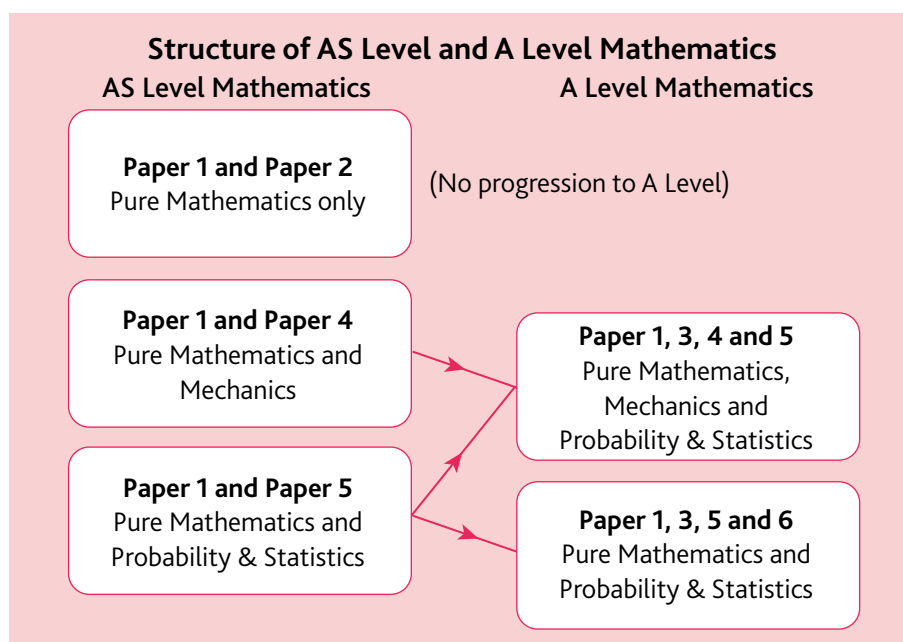 Structure of AS Level and A Level Mathematics
AS Level Mathematics
A Level Mathematics
Paper 1 and Paper 2
Pure Mathematics only
(No progression to A Level)
Paper 1 and Paper 4
Pure Mathematics and
Mechanics
Paper 1, 3, 4 and 5
Pure Mathematics,
Mechanics and
Probability & Statistics
Paper 1 and Paper 5
Pure Mathematics and
Probability & Statistics
Paper 1, 3, 5 and 6
Pure Mathematics and
Probability & Statistics